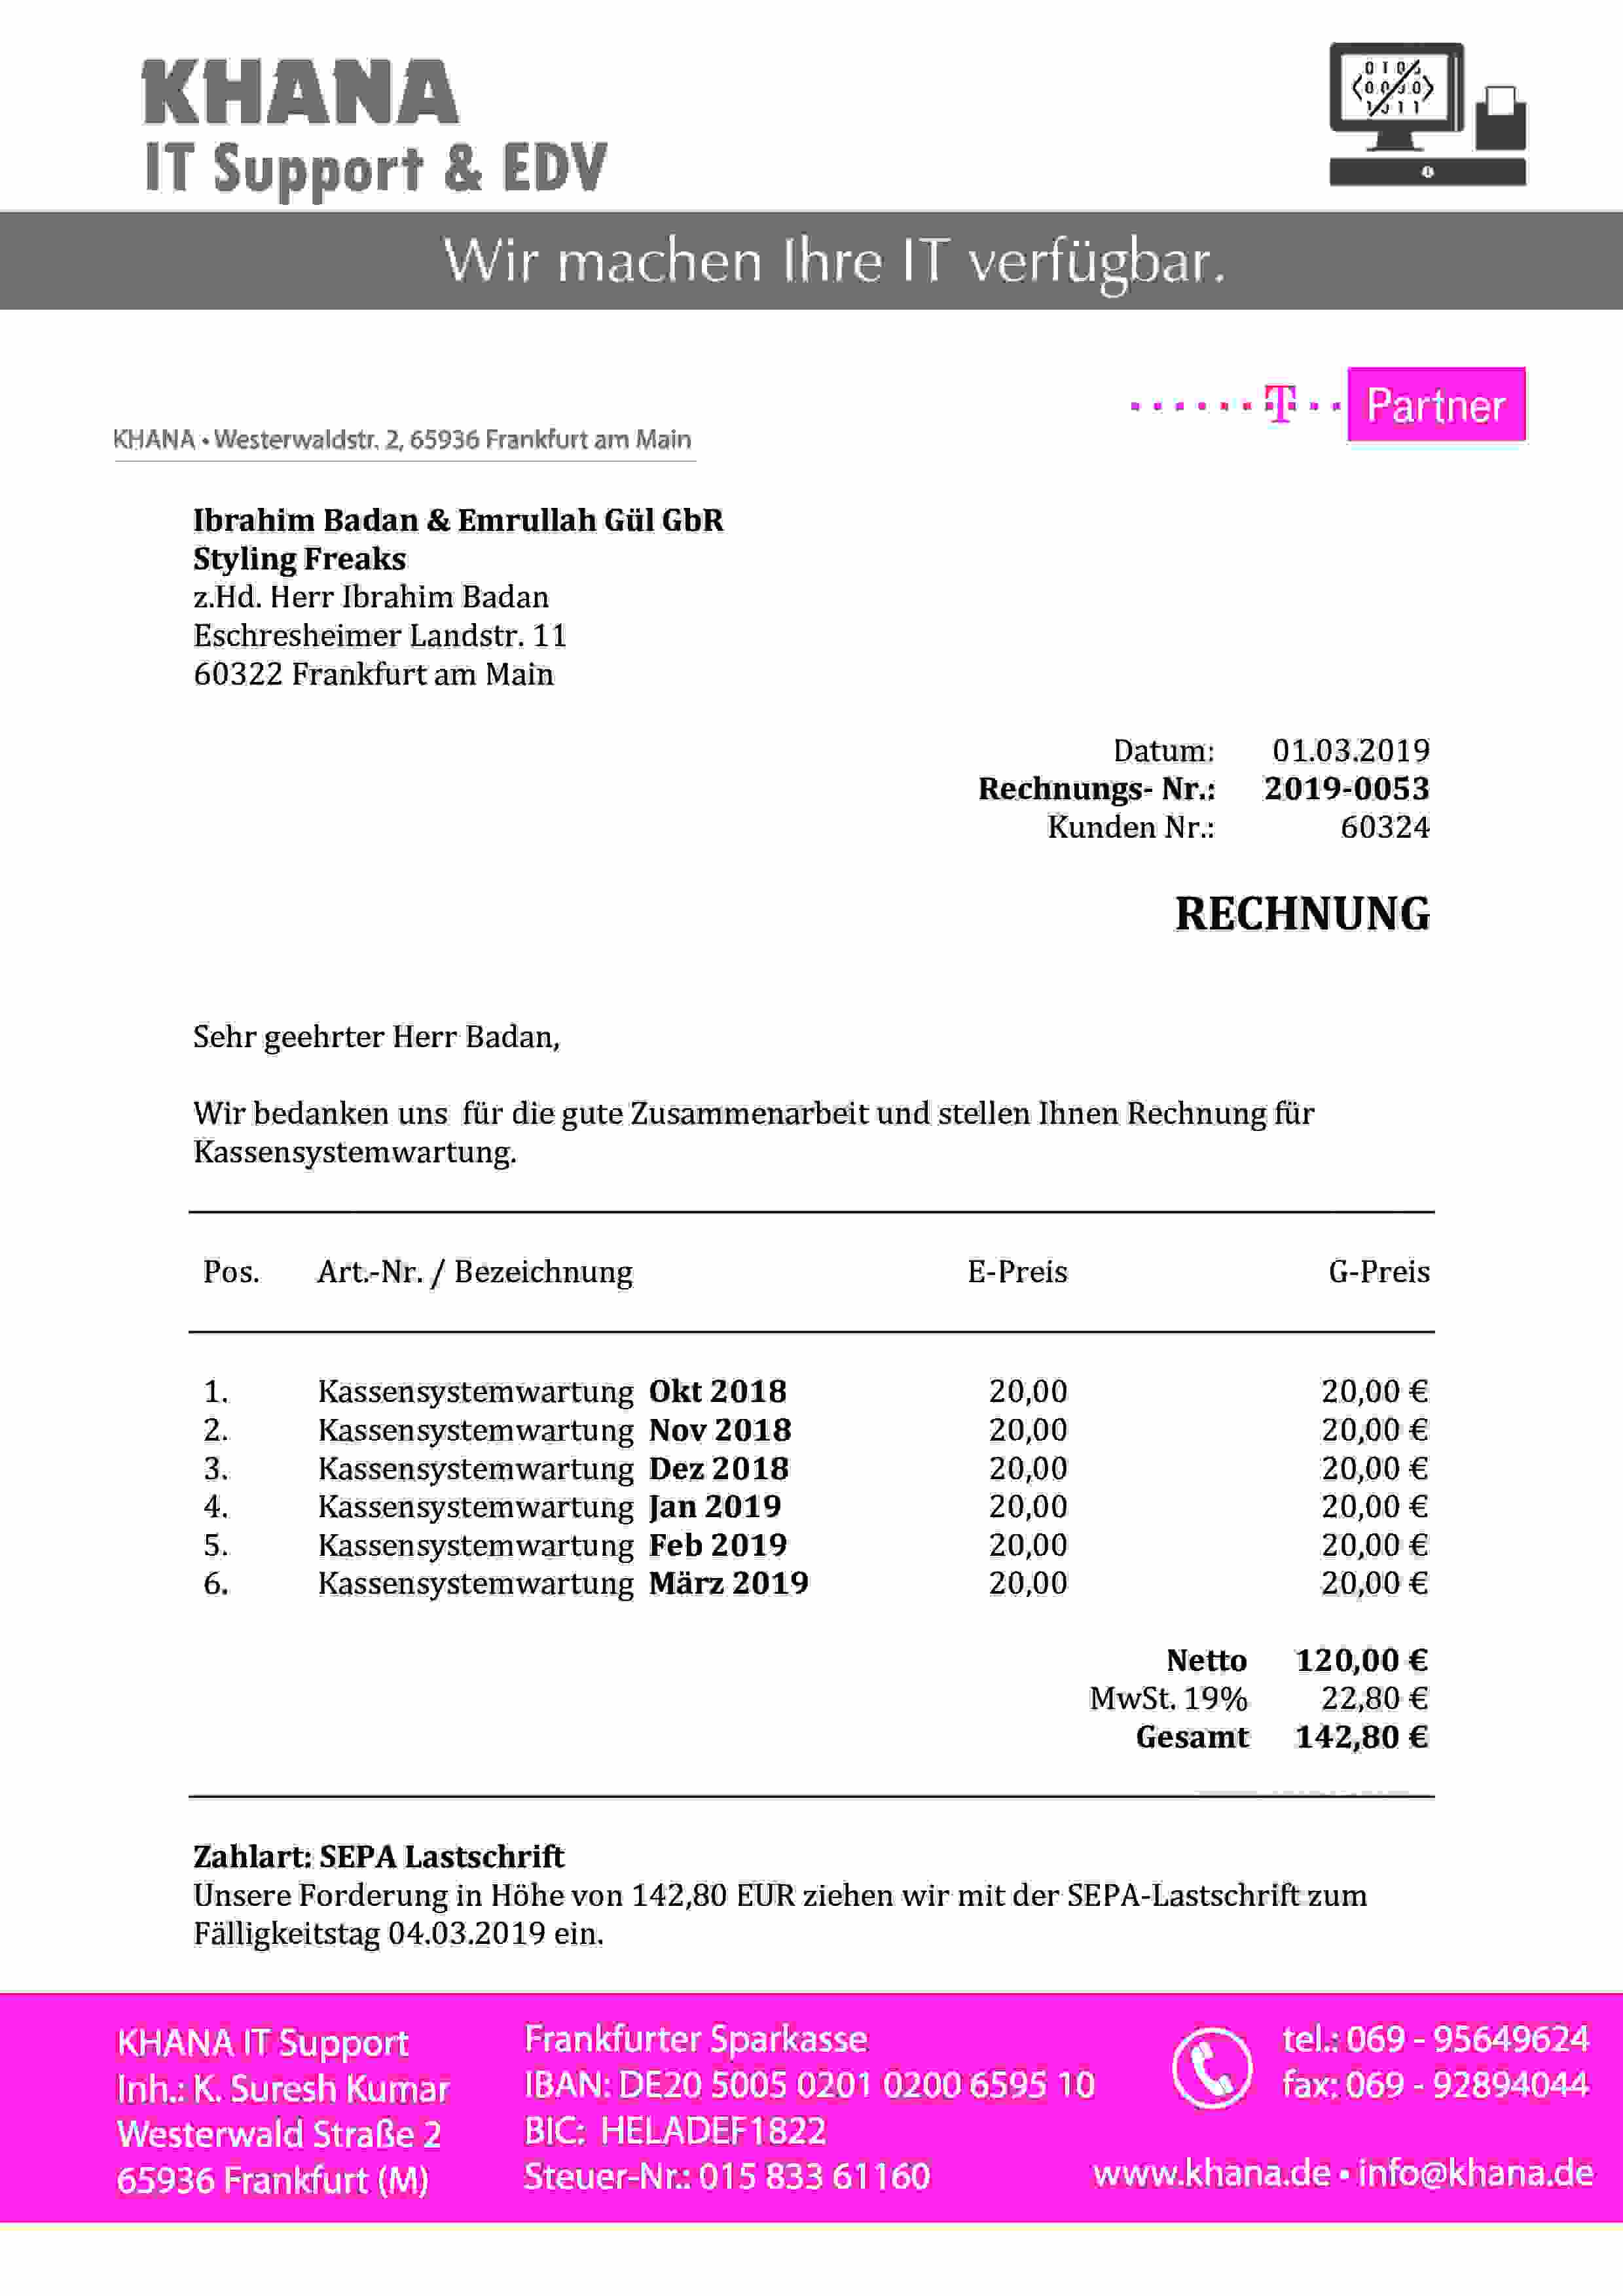 KHANA
IT Support & EDV
Wir machen Ihre IT verfügbar.
T Partner
KHANA • Westerwaldstr. 2, 65936 Frankfurt am Main
Ibrahim Badan & Emrullah Gül GbR
Styling Freaks
z.Hd. Herr Ibrahim Badan
Eschresheimer Landstr. 11
60322 Frankfurt am Main
Datum: 01.03.2019
Rechnungs- Nr.: 2019-0053
Kunden Nr.: 60324
RECHNUNG
Sehr geehrter Herr Badan,
Wir bedanken uns für die gute Zusammenarbeit und stellen Ihnen Rechnung für
Kassensystemwartung.
Pos. Art.-Nr. / Bezeichnung E-Preis G-Preis
1. Kassensystemwartung Okt 2018 20,00 20,00 €
2. Kassensystemwartung Nov 2018 20,00 20,00 €
3. Kassensystemwartung Dez 2018 20,00 20,00 €
4. Kassensystemwartung Jan 2019 20,00 20,00 €
5. Kassensystemwartung Feb 2019 20,00 20,00 €
6. Kassensystemwartung März 2019 20,00 20,00 €
Netto 120,00 €
MwSt. 19% 22,80 €
Gesamt 142,80 €
Zahlart: SEPA Lastschrift
Unsere Forderung in Höhe von 142,80 EUR ziehen wir mit der SEPA-Lastschrift zum
Fälligkeitstag 04.03.2019 ein.
KHANA IT Support
Inh.: K. Suresh Kumar
Westerwald Straße 2
65936 Frankfurt (M)
Frankfurter Sparkasse
IBAN: DE20 5005 0201 0200 6595 10
BIC: HELADEF1822
Steuer-Nr.: 015 833 61160
tel.: 069 - 95649624
fax: 069 - 92894044
www.khana.de • info@khana.de